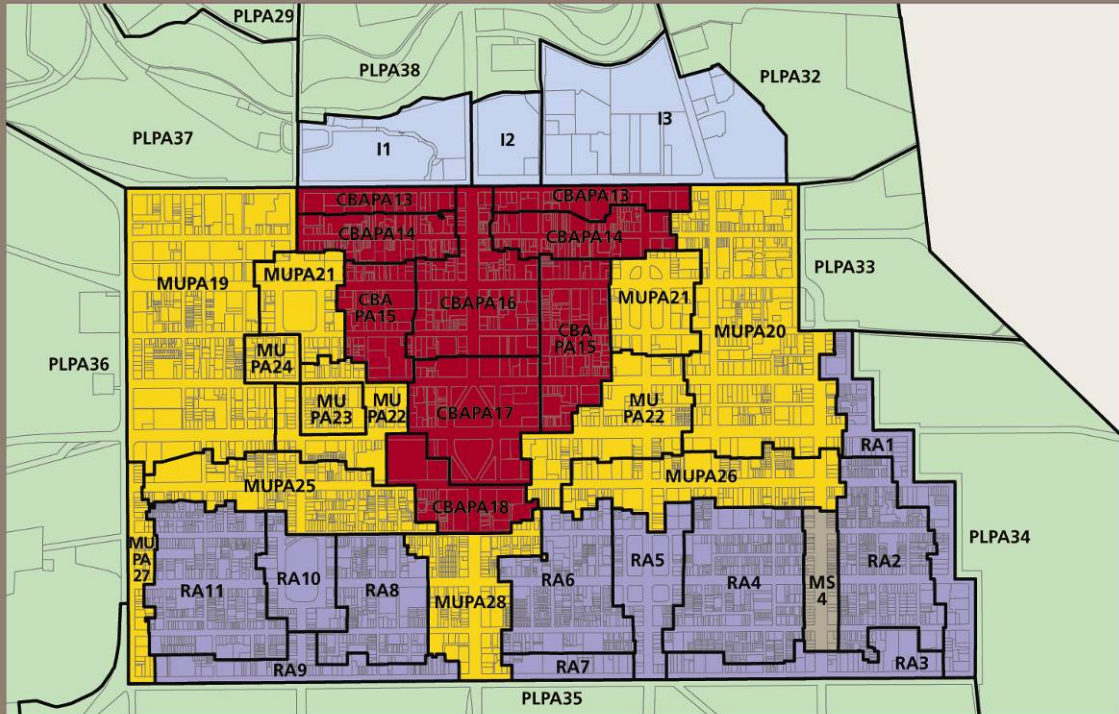 PLPA29
PLPA38
PLPA32
PLPA37
I1
I2
I3
CBAPA13
CBAPA13
CBAPA14
CBAPA14
MUPA19
MUPA21
CBA
PA15
CBAPA16
CBA
PA15
MUPA21
MUPA20
PLPA33
PLPA36
MU
PA24
MU
PA23
MU
PA22
CBAPA17
MU
PA22
RA1
MUPA25
MUPA26
CBAPA18
PLPA34
MU
PA
27
RA11
RA10
RA8
MUPA28
RA6
RA5
RA4
MS
4
RA2
RA9
RA7
RA3
PLPA35